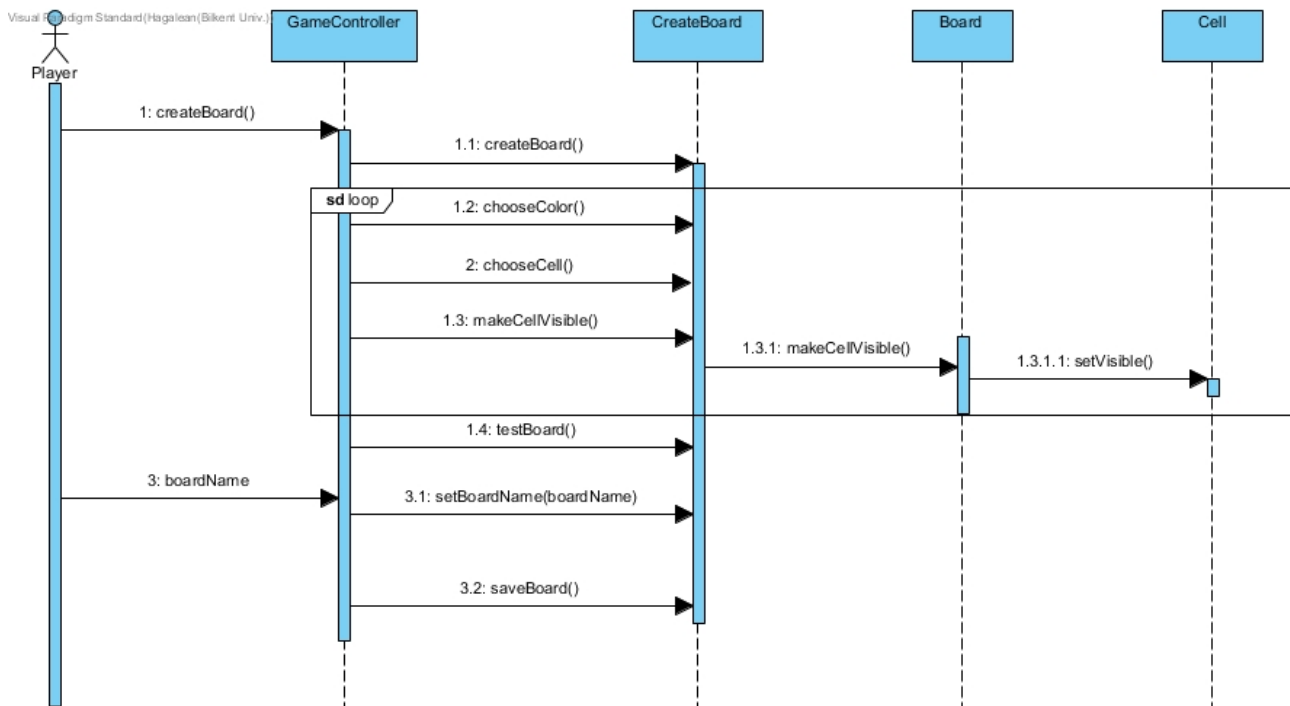 Visual Paradigm Standard(Hagalean(Bilkent Univ.))
GameController
CreateBoard
Board
Cell
Player
1: createBoard()
1.1: createBoard()
sd loop
1.2: chooseColor()
2: chooseCell()
1.3: makeCellVisible()
1.3.1: makeCellVisible()
1.3.1.1: setVisible()
1.4: testBoard()
3: boardName
3.1: setBoardName(boardName)
3.2: saveBoard()